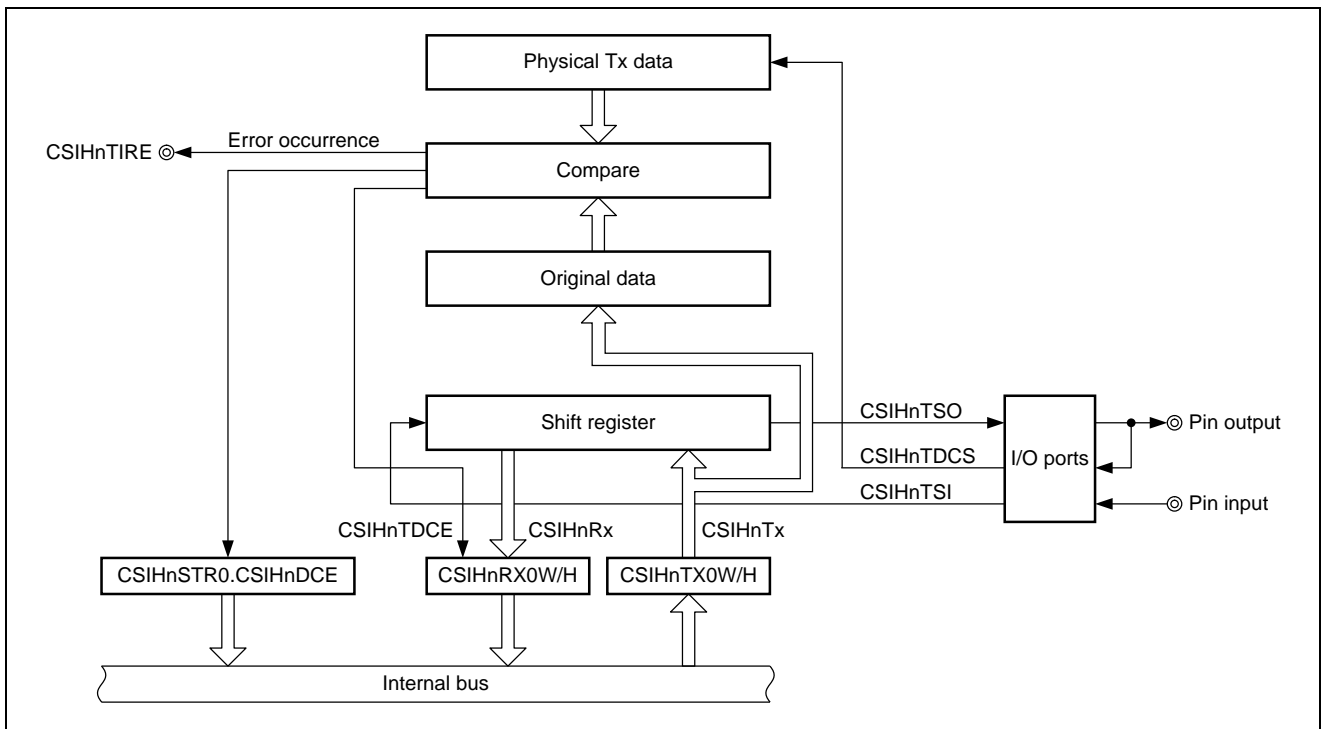 Physical Tx data
Error occurrence
CSIHnTIRE
Compare
Original data
CSIHnTSO
Shift register
Pin output
CSIHnTDCS
I/O ports
CSIHnTSI
Pin input
CSIHnTDCE
CSIHnRx
CSIHnTx
CSIHnSTR0.CSIHnDCE
CSIHnRX0W/H
CSIHnTX0W/H
Internal bus